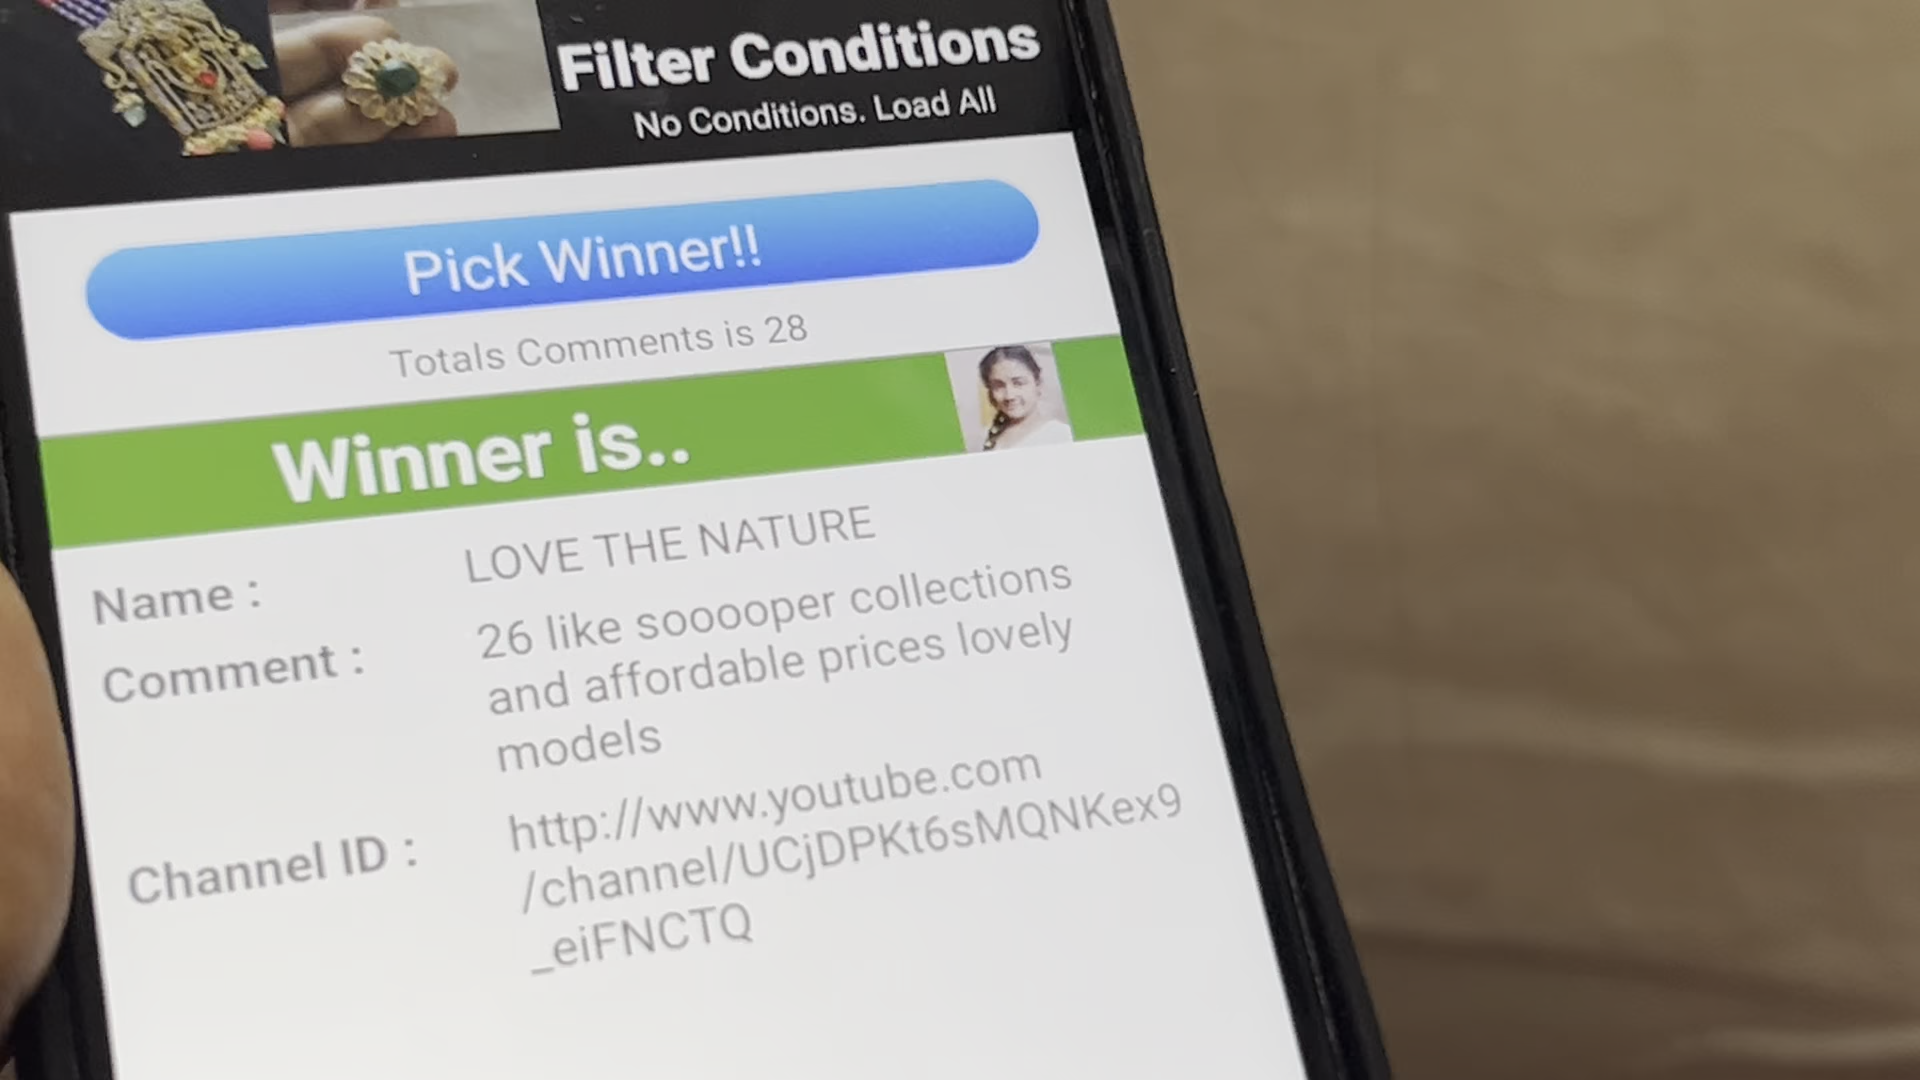 Filter Conditions
No Conditions. Load All
Pick Winner!!
Totals Comments is 28
Winner is..
Name : LOVE THE NATURE
Comment : 26 like sooooper collections
and affordable prices lovely
models
Channel ID : http://www.youtube.com
/channel/UCjDPKt6sMQNKex9
_eiFNCTQ